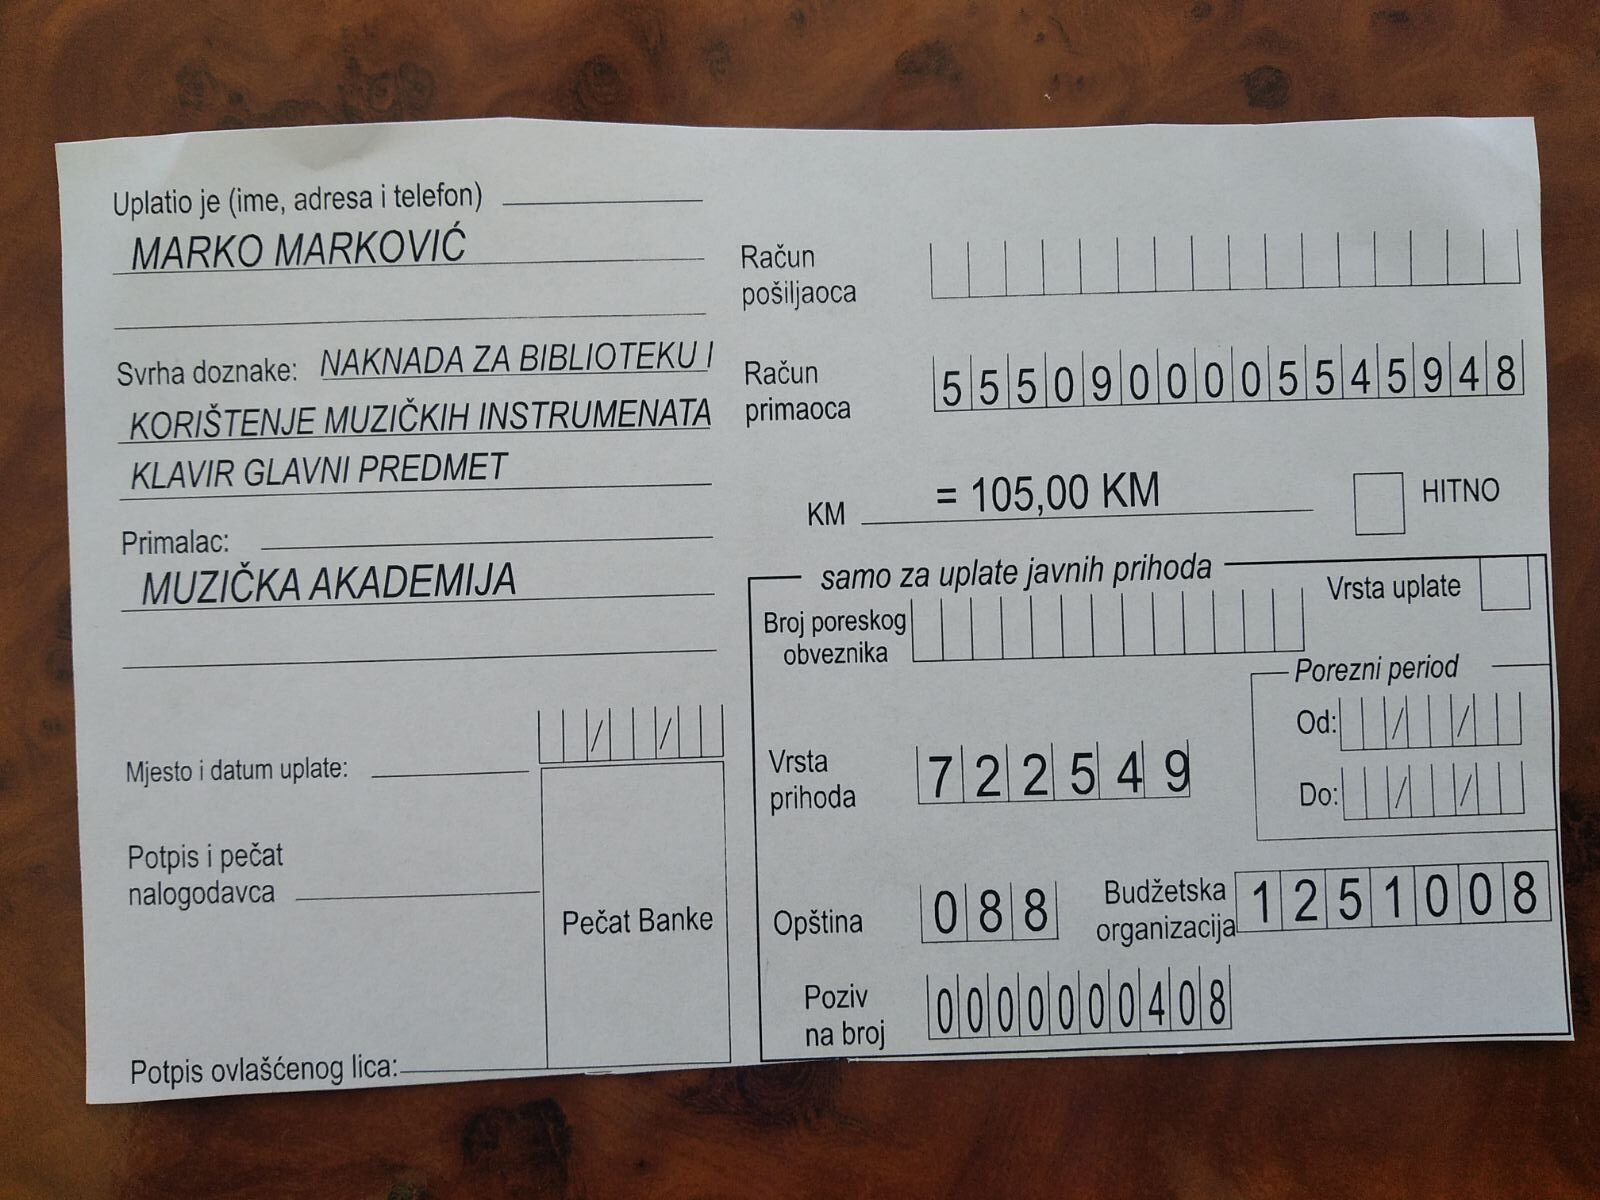 Uplatio je (ime, adresa i telefon)
MARKO MARKOVIĆ
Svrha doznake: NAKNADA ZA BIBLIOTEKU I
KORIŠTENJE MUZIČKIH INSTRUMENATA
KLAVIR GLAVNI PREDMET
Primalac:
MUZIČKA AKADEMIJA
Mjesto i datum uplate: / /
Potpis i pečat
nalogodavca
Pečat Banke
Potpis ovlašćenog lica:
Račun
pošiljaoca
Račun
primaoca
5550900005545948
KM = 105,00 KM
HITNO
samo za uplate javnih prihoda
Broj poreskog
obveznika
Vrsta uplate
Porezni period
Od: / /
Do: / /
Vrsta
prihoda
722549
Opština 088
Budžetska
organizacija
1251008
Poziv
na broj
0000000408